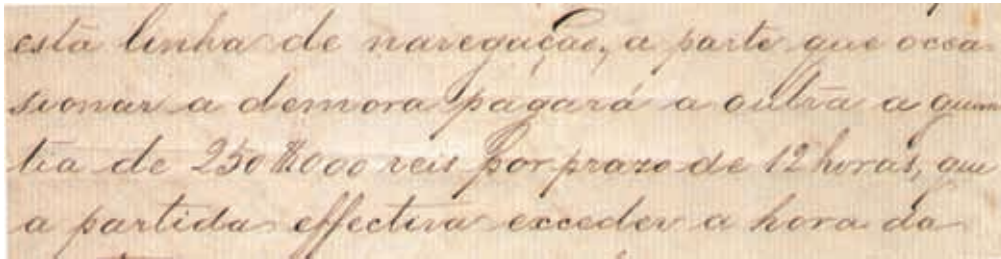 esta linha de navegação, a parte que occa-
sionar a demora pagará a outra a quan-
tia de 250$000 reis por prazo de 12 horas, que
a partida effectiva exceder a hora da